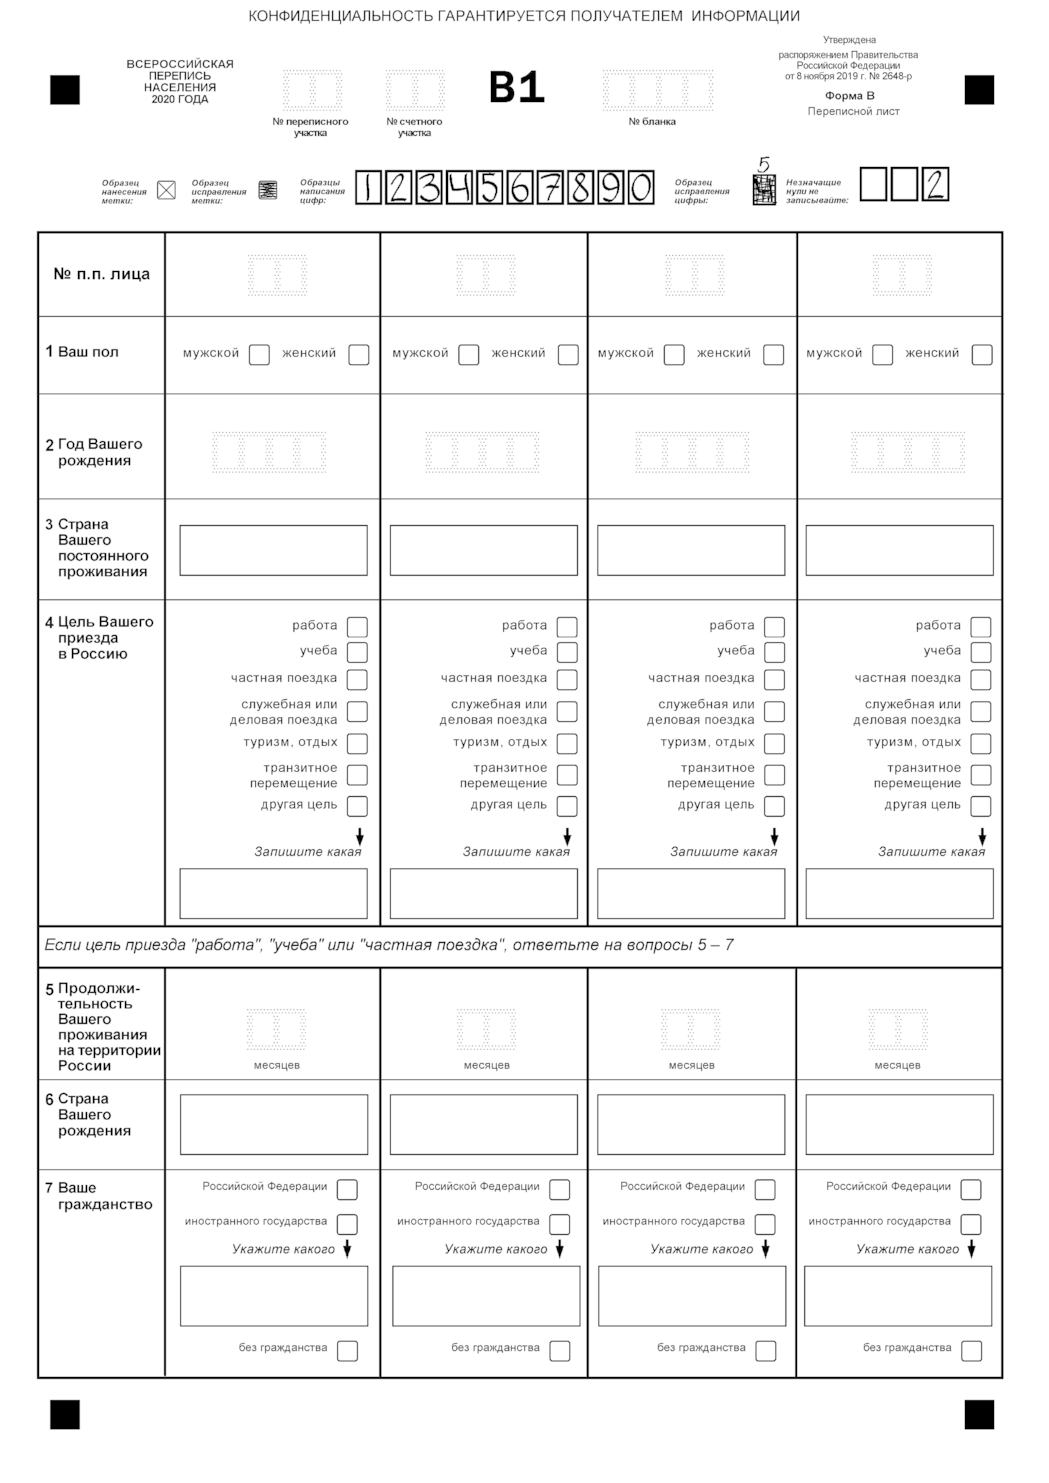 КОНФИДЕНЦИАЛЬНОСТЬ ГАРАНТИРУЕТСЯ ПОЛУЧАТЕЛЕМ ИНФОРМАЦИИ
ВСЕРОССИЙСКАЯ
ПЕРЕПИСЬ
НАСЕЛЕНИЯ
2020 ГОДА
№ переписного
участка
№ счетного
участка
В1
№ бланка
Утверждена
распоряжением Правительства
Российской Федерации
от 8 ноября 2019 г. № 2648-р
Форма В
Переписной лист
Образец
нанесения
метки:
Образец
исправления
метки:
Образцы
написания
цифр:
1 2 3 4 5 6 7 8 9 0
Образец
исправления
цифры:
5
Незначащие
нули не
записывайте:
2
№ п.п. лица
1 Ваш пол
мужской женский мужской женский мужской женский мужской женский
2 Год Вашего
рождения
3 Страна
Вашего
постоянного
проживания
4 Цель Вашего
приезда
в Россию
работа работа работа работа
учеба учеба учеба учеба
частная поездка частная поездка частная поездка частная поездка
служебная или служебная или служебная или служебная или
деловая поездка деловая поездка деловая поездка деловая поездка
туризм, отдых туризм, отдых туризм, отдых туризм, отдых
транзитное транзитное транзитное транзитное
перемещение перемещение перемещение перемещение
другая цель другая цель другая цель другая цель
Запишите какая Запишите какая Запишите какая Запишите какая
Если цель приезда "работа", "учеба" или "частная поездка", ответьте на вопросы 5 – 7
5 Продолжи-
тельность
Вашего
проживания
на территории
России
месяцев месяцев месяцев месяцев
6 Страна
Вашего
рождения
7 Ваше
гражданство
Российской Федерации Российской Федерации Российской Федерации Российской Федерации
иностранного государства иностранного государства иностранного государства иностранного государства
Укажите какого Укажите какого Укажите какого Укажите какого
без гражданства без гражданства без гражданства без гражданства